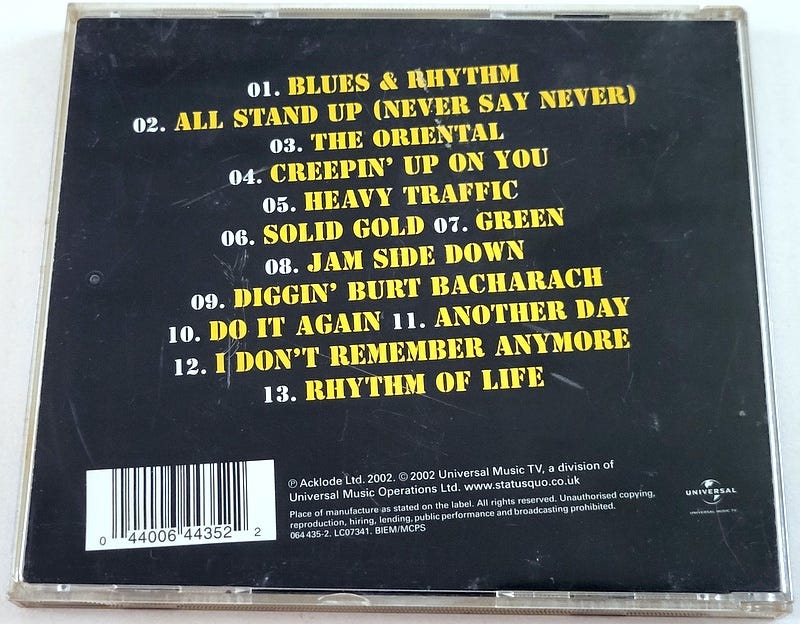 01. BLUES & RHYTHM
02. ALL STAND UP (NEVER SAY NEVER)
03. THE ORIENTAL
04. CREEPIN' UP ON YOU
05. HEAVY TRAFFIC
06. SOLID GOLD 07. GREEN
08. JAM SIDE DOWN
09. DIGGIN' BURT BACHARACH
10. DO IT AGAIN 11. ANOTHER DAY
12. I DON'T REMEMBER ANYMORE
13. RHYTHM OF LIFE
0 44006 44352 2
℗ Acklode Ltd. 2002. © 2002 Universal Music TV, a division of
Universal Music Operations Ltd. www.statusquo.co.uk
Place of manufacture as stated on the label. All rights reserved. Unauthorised copying,
reproduction, hiring, lending, public performance and broadcasting prohibited.
064 435-2. LC07341. BIEM/MCPS
UNIVERSAL
UNIVERSAL MUSIC TV